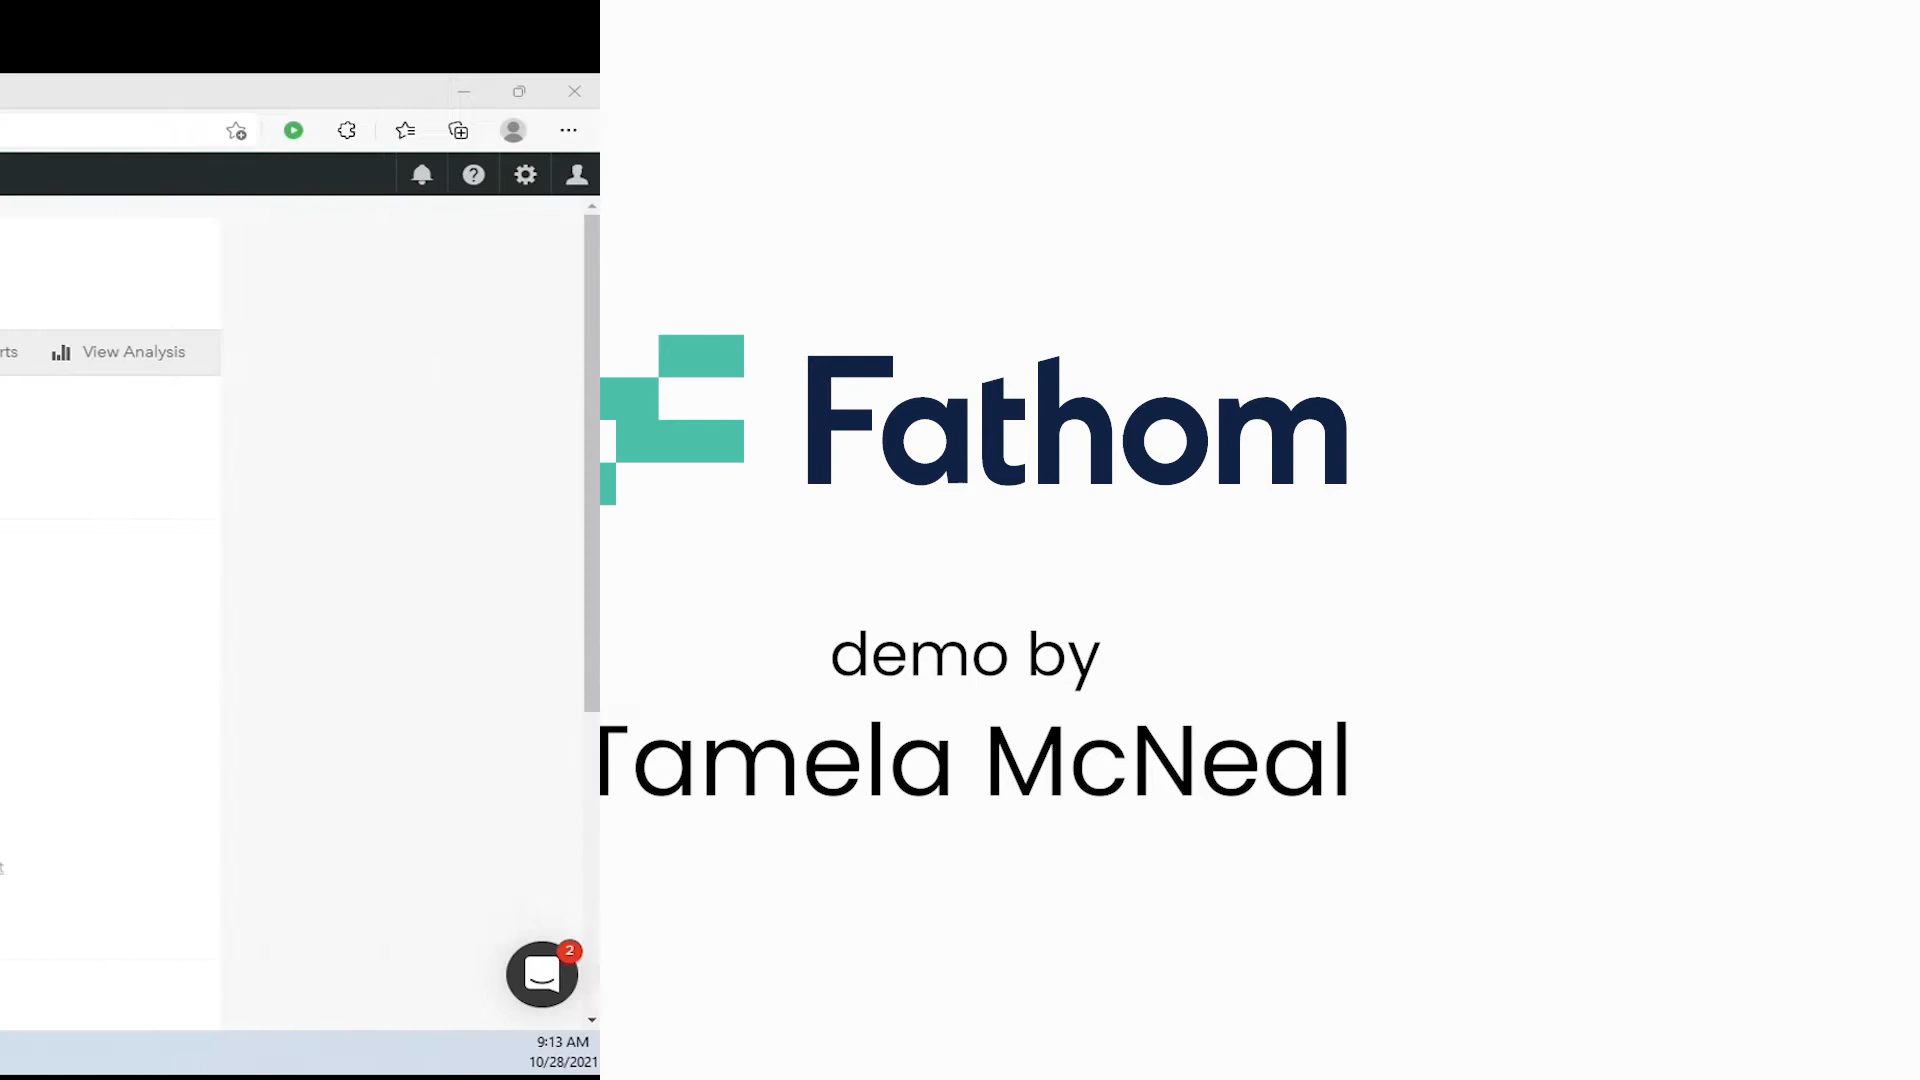 rts
View Analysis
t
2
9:13 AM
10/28/2021
Fathom
demo by
Tamela McNeal